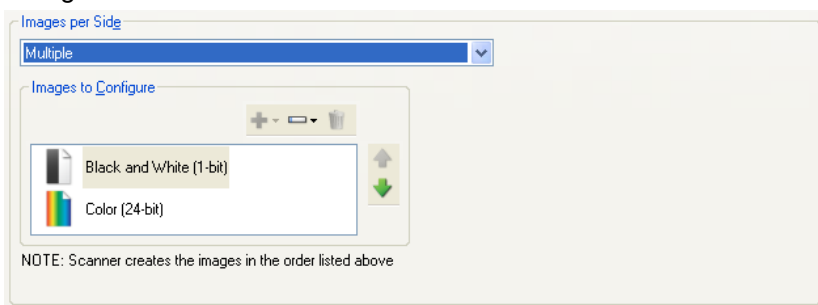 Images per Side
Multiple
Images to Configure
Black and White (1-bit)
Color (24-bit)
NOTE: Scanner creates the images in the order listed above